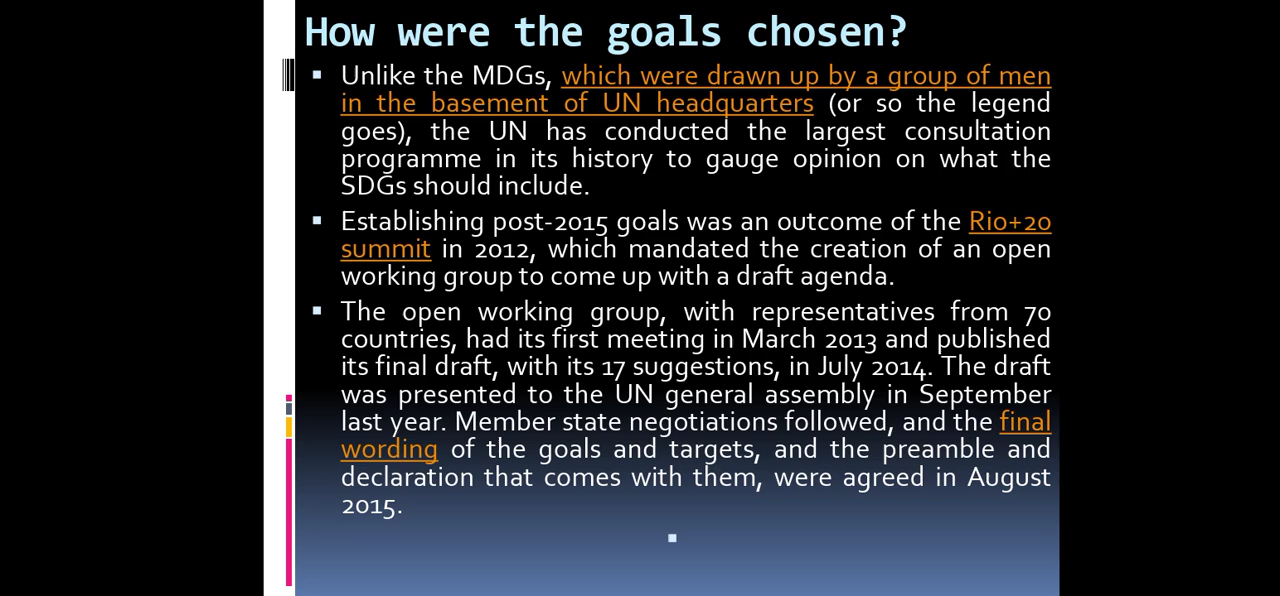 How were the goals chosen?
Unlike the MDGs, which were drawn up by a group of men
in the basement of UN headquarters (or so the legend
goes), the UN has conducted the largest consultation
programme in its history to gauge opinion on what the
SDGs should include.
Establishing post-2015 goals was an outcome of the Rio+20
summit in 2012, which mandated the creation of an open
working group to come up with a draft agenda.
The open working group, with representatives from 70
countries, had its first meeting in March 2013 and published
its final draft, with its 17 suggestions, in July 2014. The draft
was presented to the UN general assembly in September
last year. Member state negotiations followed, and the final
wording of the goals and targets, and the preamble and
declaration that comes with them, were agreed in August
2015.